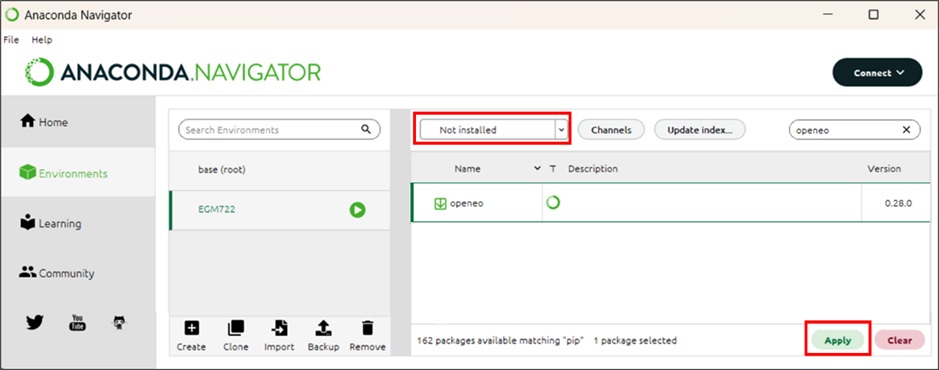 Anaconda Navigator
File Help
ANACONDA.NAVIGATOR
Connect
Home
Environments
Learning
Community
You Tube
Search Environments
base (root)
EGM722
Create Clone Import Backup Remove
Not installed
Channels
Update index...
openeo
Name T Description Version
openeo 0.28.0
162 packages available matching "pip" 1 package selected
Apply
Clear